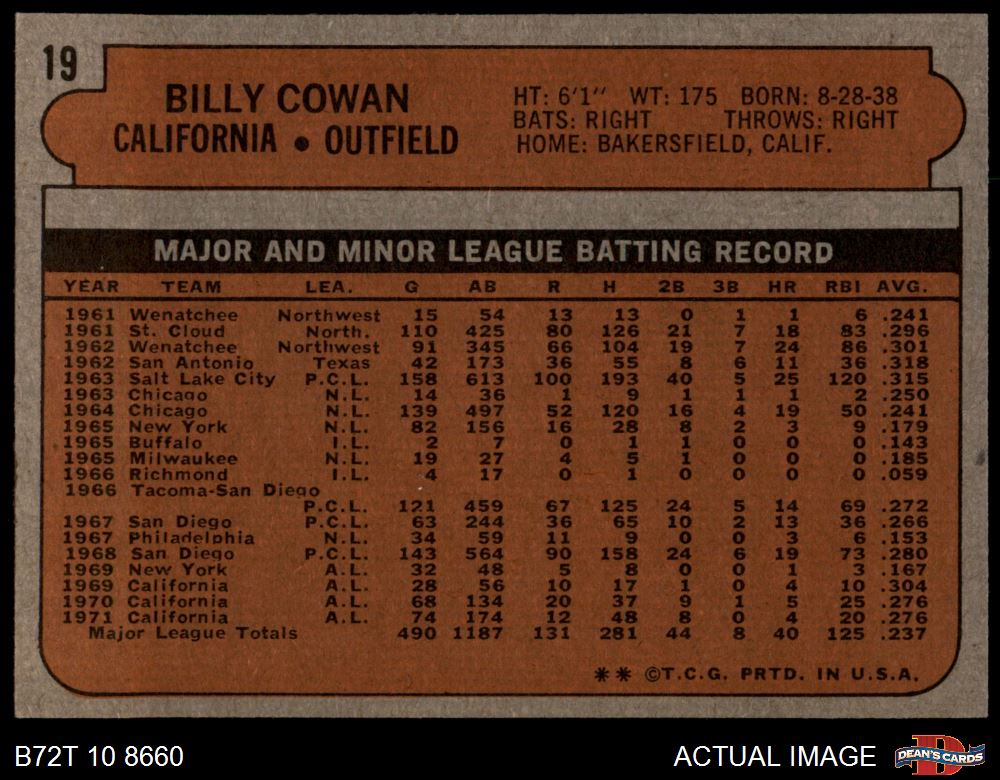 19
BILLY COWAN
CALIFORNIA • OUTFIELD
HT: 6'1" WT: 175 BORN: 8-28-38
BATS: RIGHT THROWS: RIGHT
HOME: BAKERSFIELD, CALIF.
MAJOR AND MINOR LEAGUE BATTING RECORD
YEAR TEAM LEA. G AB R H 2B 3B HR RBI AVG.
1961 Wenatchee Northwest 15 54 13 13 0 1 1 6 .241
1961 St. Cloud North. 110 425 80 126 21 7 18 83 .296
1962 Wenatchee Northwest 91 345 66 104 19 7 24 86 .301
1962 San Antonio Texas 42 173 36 55 8 6 11 36 .318
1963 Salt Lake City P.C.L. 158 613 100 193 40 5 25 120 .315
1963 Chicago N.L. 14 36 1 9 1 1 1 2 .250
1964 Chicago N.L. 139 497 52 120 16 4 19 50 .241
1965 New York N.L. 82 156 16 28 8 2 3 9 .179
1965 Buffalo I.L. 2 7 0 1 1 0 0 0 .143
1965 Milwaukee N.L. 19 27 4 5 1 0 0 0 .185
1966 Richmond I.L. 4 17 0 1 0 0 0 0 .059
1966 Tacoma-San Diego
P.C.L. 121 459 67 125 24 5 14 69 .272
1967 San Diego P.C.L. 63 244 36 65 10 2 13 36 .266
1967 Philadelphia N.L. 34 59 11 9 0 0 3 6 .153
1968 San Diego P.C.L. 143 564 90 158 24 6 19 73 .280
1969 New York A.L. 32 48 5 8 0 0 1 3 .167
1969 California A.L. 28 56 10 17 1 0 4 10 .304
1970 California A.L. 68 134 20 37 9 1 5 25 .276
1971 California A.L. 74 174 12 48 8 0 4 20 .276
Major League Totals 490 1187 131 281 44 8 40 125 .237
** ©T.C.G. PRTD. IN U.S.A.
B72T 10 8660
ACTUAL IMAGE
D
DEAN'S CARDS